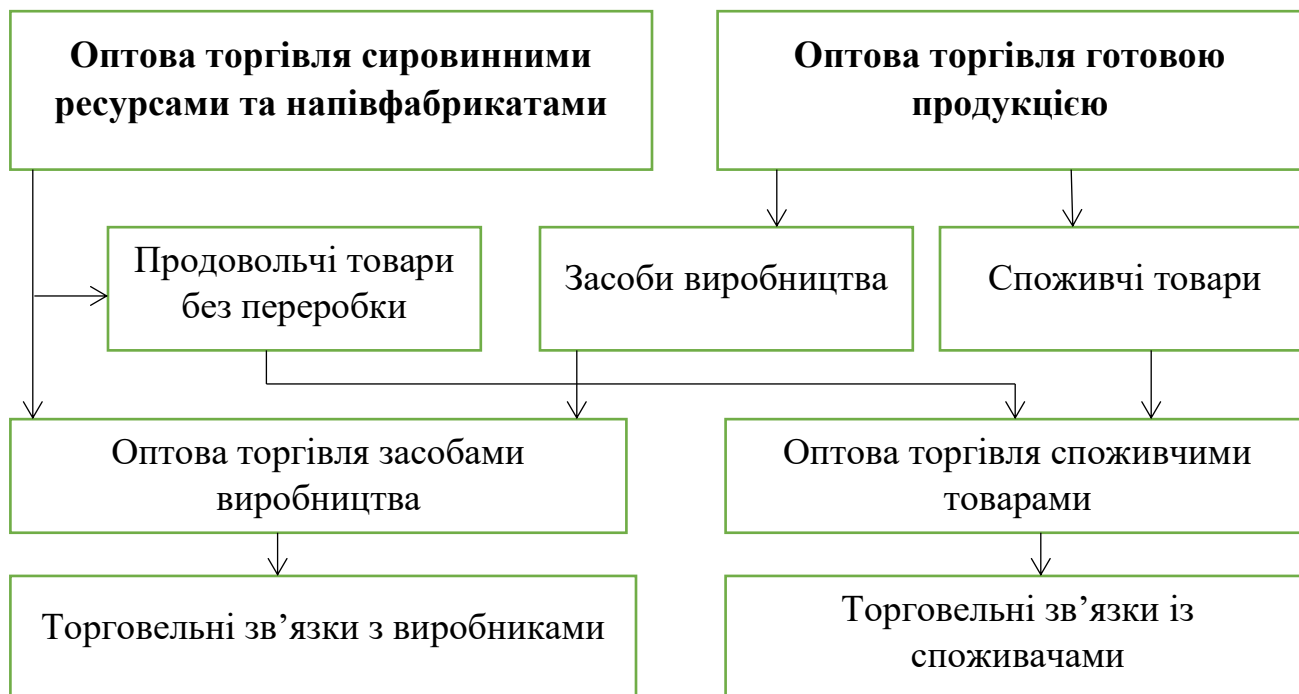 Оптова торгівля сировинними
ресурсами та напівфабрикатами
Оптова торгівля готовою
продукцією
Продовольчі товари
без переробки
Засоби виробництва
Споживчі товари
Оптова торгівля засобами
виробництва
Оптова торгівля споживчими
товарами
Торговельні зв’язки з виробниками
Торговельні зв’язки із
споживачами